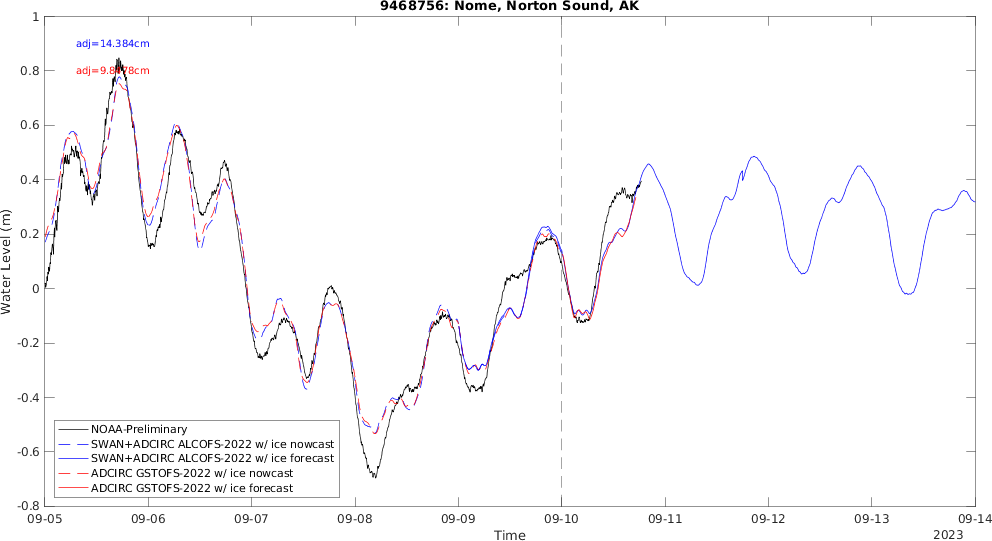 9468756: Nome, Norton Sound, AK
1
adj=14.384cm
0.8
0.6
0.4
0.2
0
-0.2
-0.4
-0.6
-0.8
Water Level (m)
NOAA-Preliminary
SWAN+ADCIRC ALCOFS-2022 w/ ice nowcast
SWAN+ADCIRC ALCOFS-2022 w/ ice forecast
ADCIRC GSTOFS-2022 w/ ice nowcast
ADCIRC GSTOFS-2022 w/ ice forecast
09-05 09-06 09-07 09-08 09-09 09-10 09-11 09-12 09-13 09-14
Time
2023